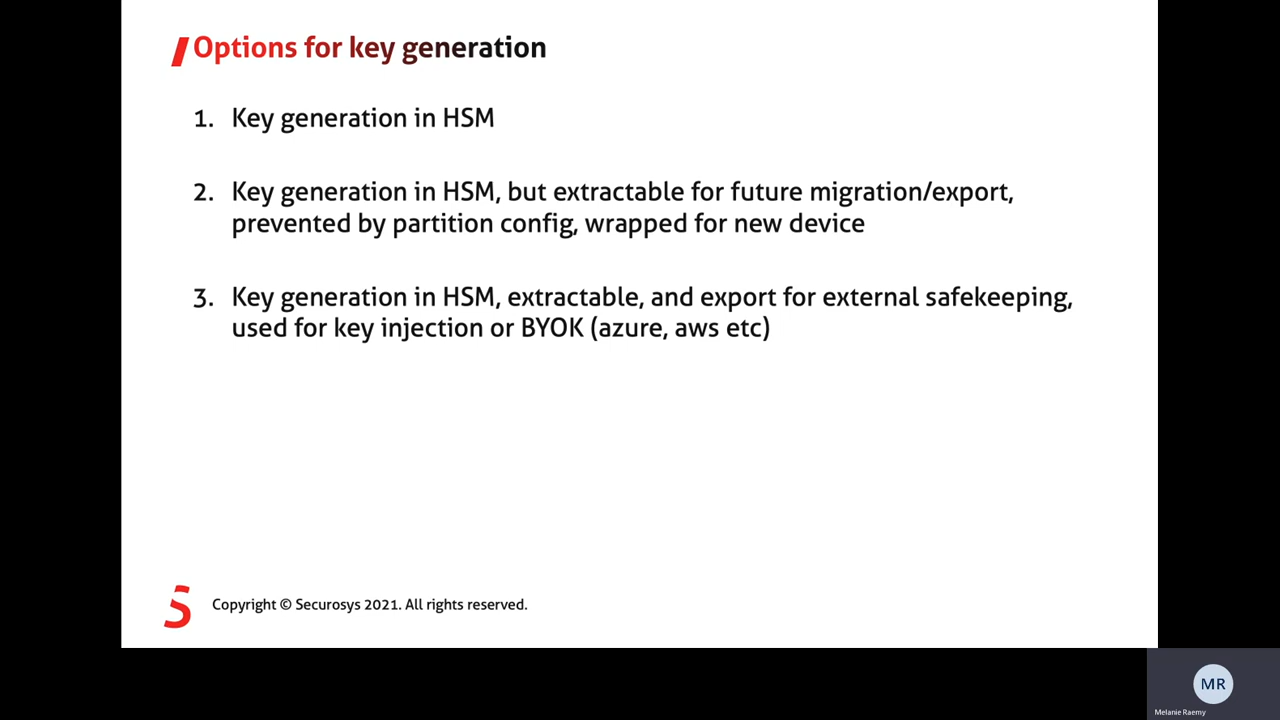 Options for key generation
1. Key generation in HSM
2. Key generation in HSM, but extractable for future migration/export,
prevented by partition config, wrapped for new device
3. Key generation in HSM, extractable, and export for external safekeeping,
used for key injection or BYOK (azure, aws etc)
Copyright © Securosys 2021. All rights reserved.
MR
Melanie Raemy